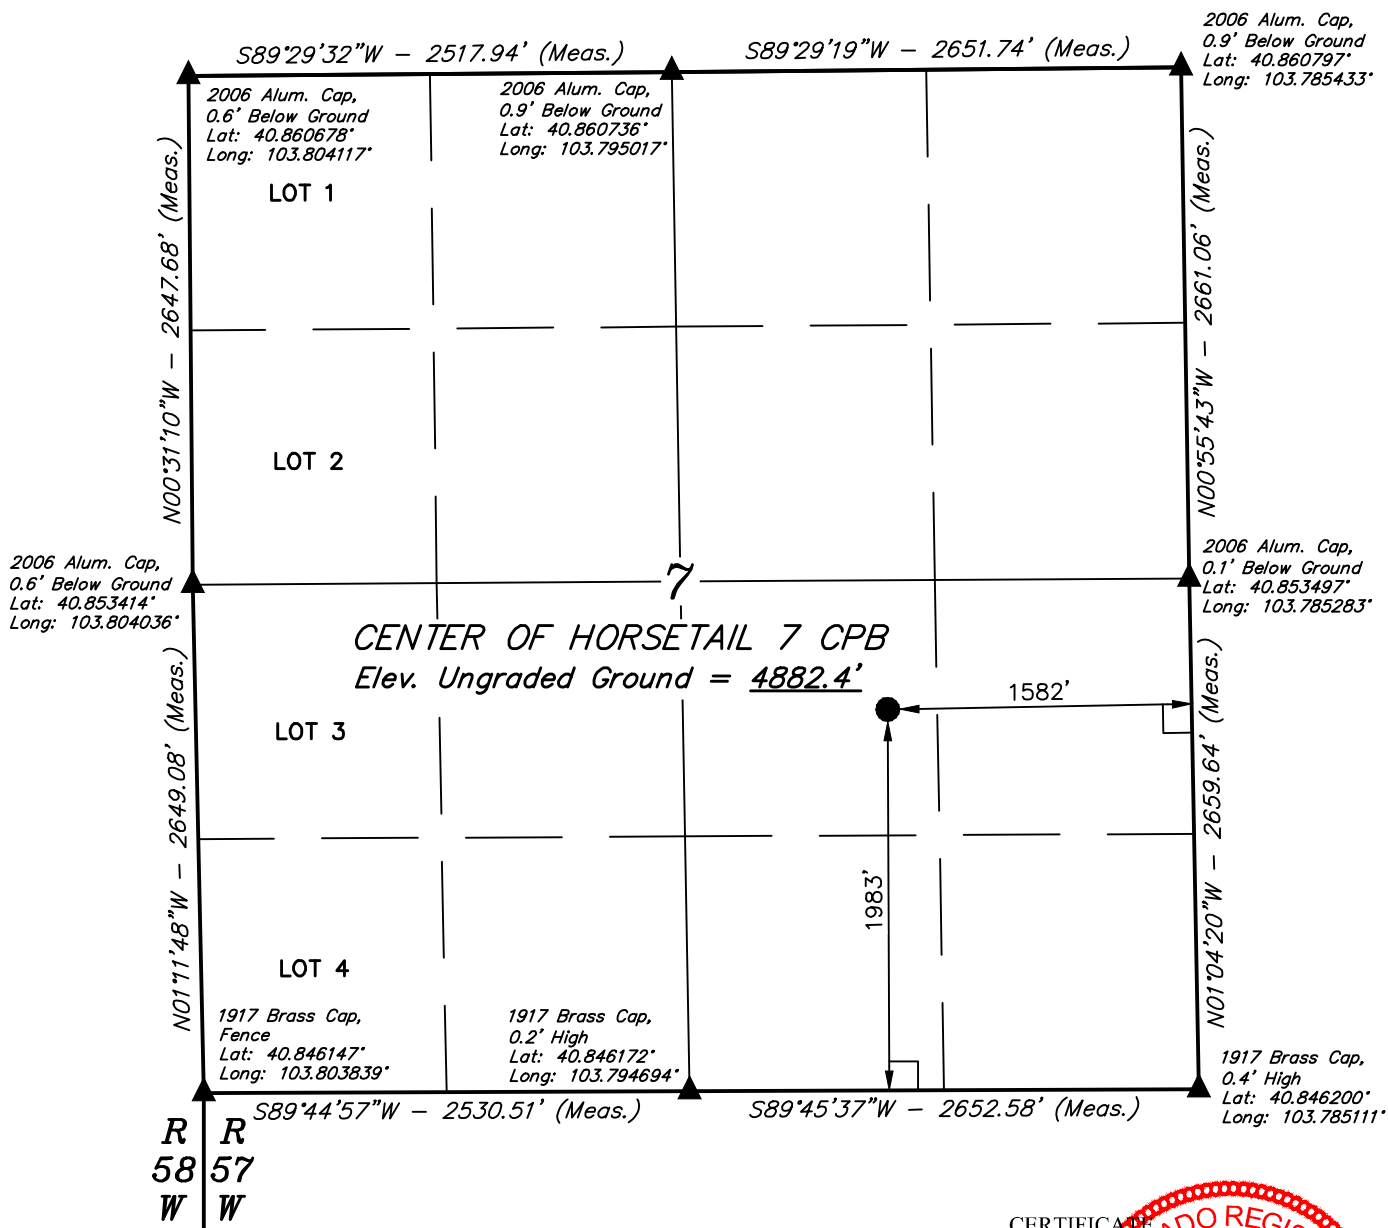 S89°29'32"W - 2517.94' (Meas.)
S89°29'19"W - 2651.74' (Meas.)
2006 Alum. Cap,
0.9' Below Ground
Lat: 40.860797°
Long: 103.785433°
2006 Alum. Cap,
0.6' Below Ground
Lat: 40.860678°
Long: 103.804117°
2006 Alum. Cap,
0.9' Below Ground
Lat: 40.860736°
Long: 103.795017°
LOT 1
N00°31'10"W - 2647.68' (Meas.)
N00°55'43"W - 2661.06' (Meas.)
LOT 2
2006 Alum. Cap,
0.6' Below Ground
Lat: 40.853414°
Long: 103.804036°
7
2006 Alum. Cap,
0.1' Below Ground
Lat: 40.853497°
Long: 103.785283°
CENTER OF HORSETAIL 7 CPB
Elev. Ungraded Ground = 4882.4'
1582'
LOT 3
N01°11'48"W - 2649.08' (Meas.)
N01°04'20"W - 2659.64' (Meas.)
1983'
LOT 4
1917 Brass Cap,
Fence
Lat: 40.846147°
Long: 103.803839°
1917 Brass Cap,
0.2' High
Lat: 40.846172°
Long: 103.794694°
1917 Brass Cap,
0.4' High
Lat: 40.846200°
Long: 103.785111°
S89°44'57"W - 2530.51' (Meas.)
S89°45'37"W - 2652.58' (Meas.)
R R
58 57
W W
CERTIFICATE
ADO REGIS